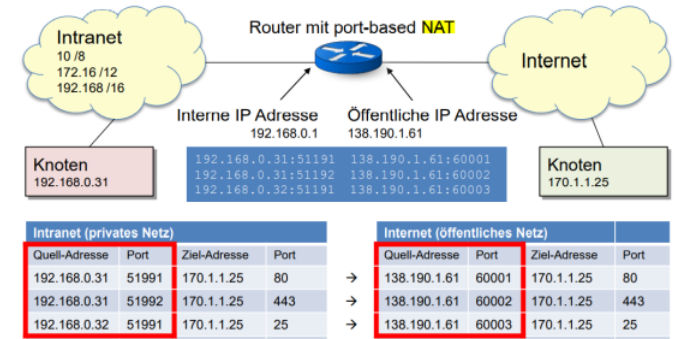 Router mit port-based NAT
Intranet
10 /8
172.16 /12
192.168 /16
Internet
Interne IP Adresse
192.168.0.1
Öffentliche IP Adresse
138.190.1.61
Knoten
192.168.0.31
192.168.0.31:51191 138.190.1.61:60001
192.168.0.31:51192 138.190.1.61:60002
192.168.0.32:51191 138.190.1.61:60003
Knoten
170.1.1.25
Intranet (privates Netz)
Quell-Adresse Port Ziel-Adresse Port
192.168.0.31 51991 170.1.1.25 80 →
192.168.0.31 51992 170.1.1.25 443 →
192.168.0.32 51991 170.1.1.25 25 →
Internet (öffentliches Netz)
Quell-Adresse Port Ziel-Adresse Port
138.190.1.61 60001 170.1.1.25 80
138.190.1.61 60002 170.1.1.25 443
138.190.1.61 60003 170.1.1.25 25